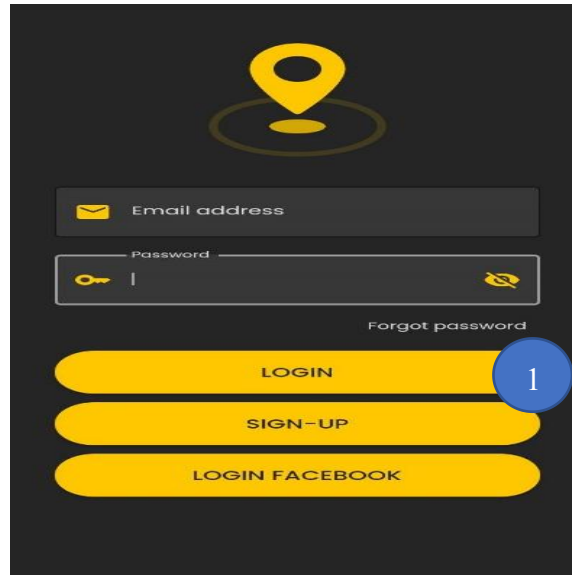 Email address
Password
Forgot password
LOGIN
1
SIGN-UP
LOGIN FACEBOOK